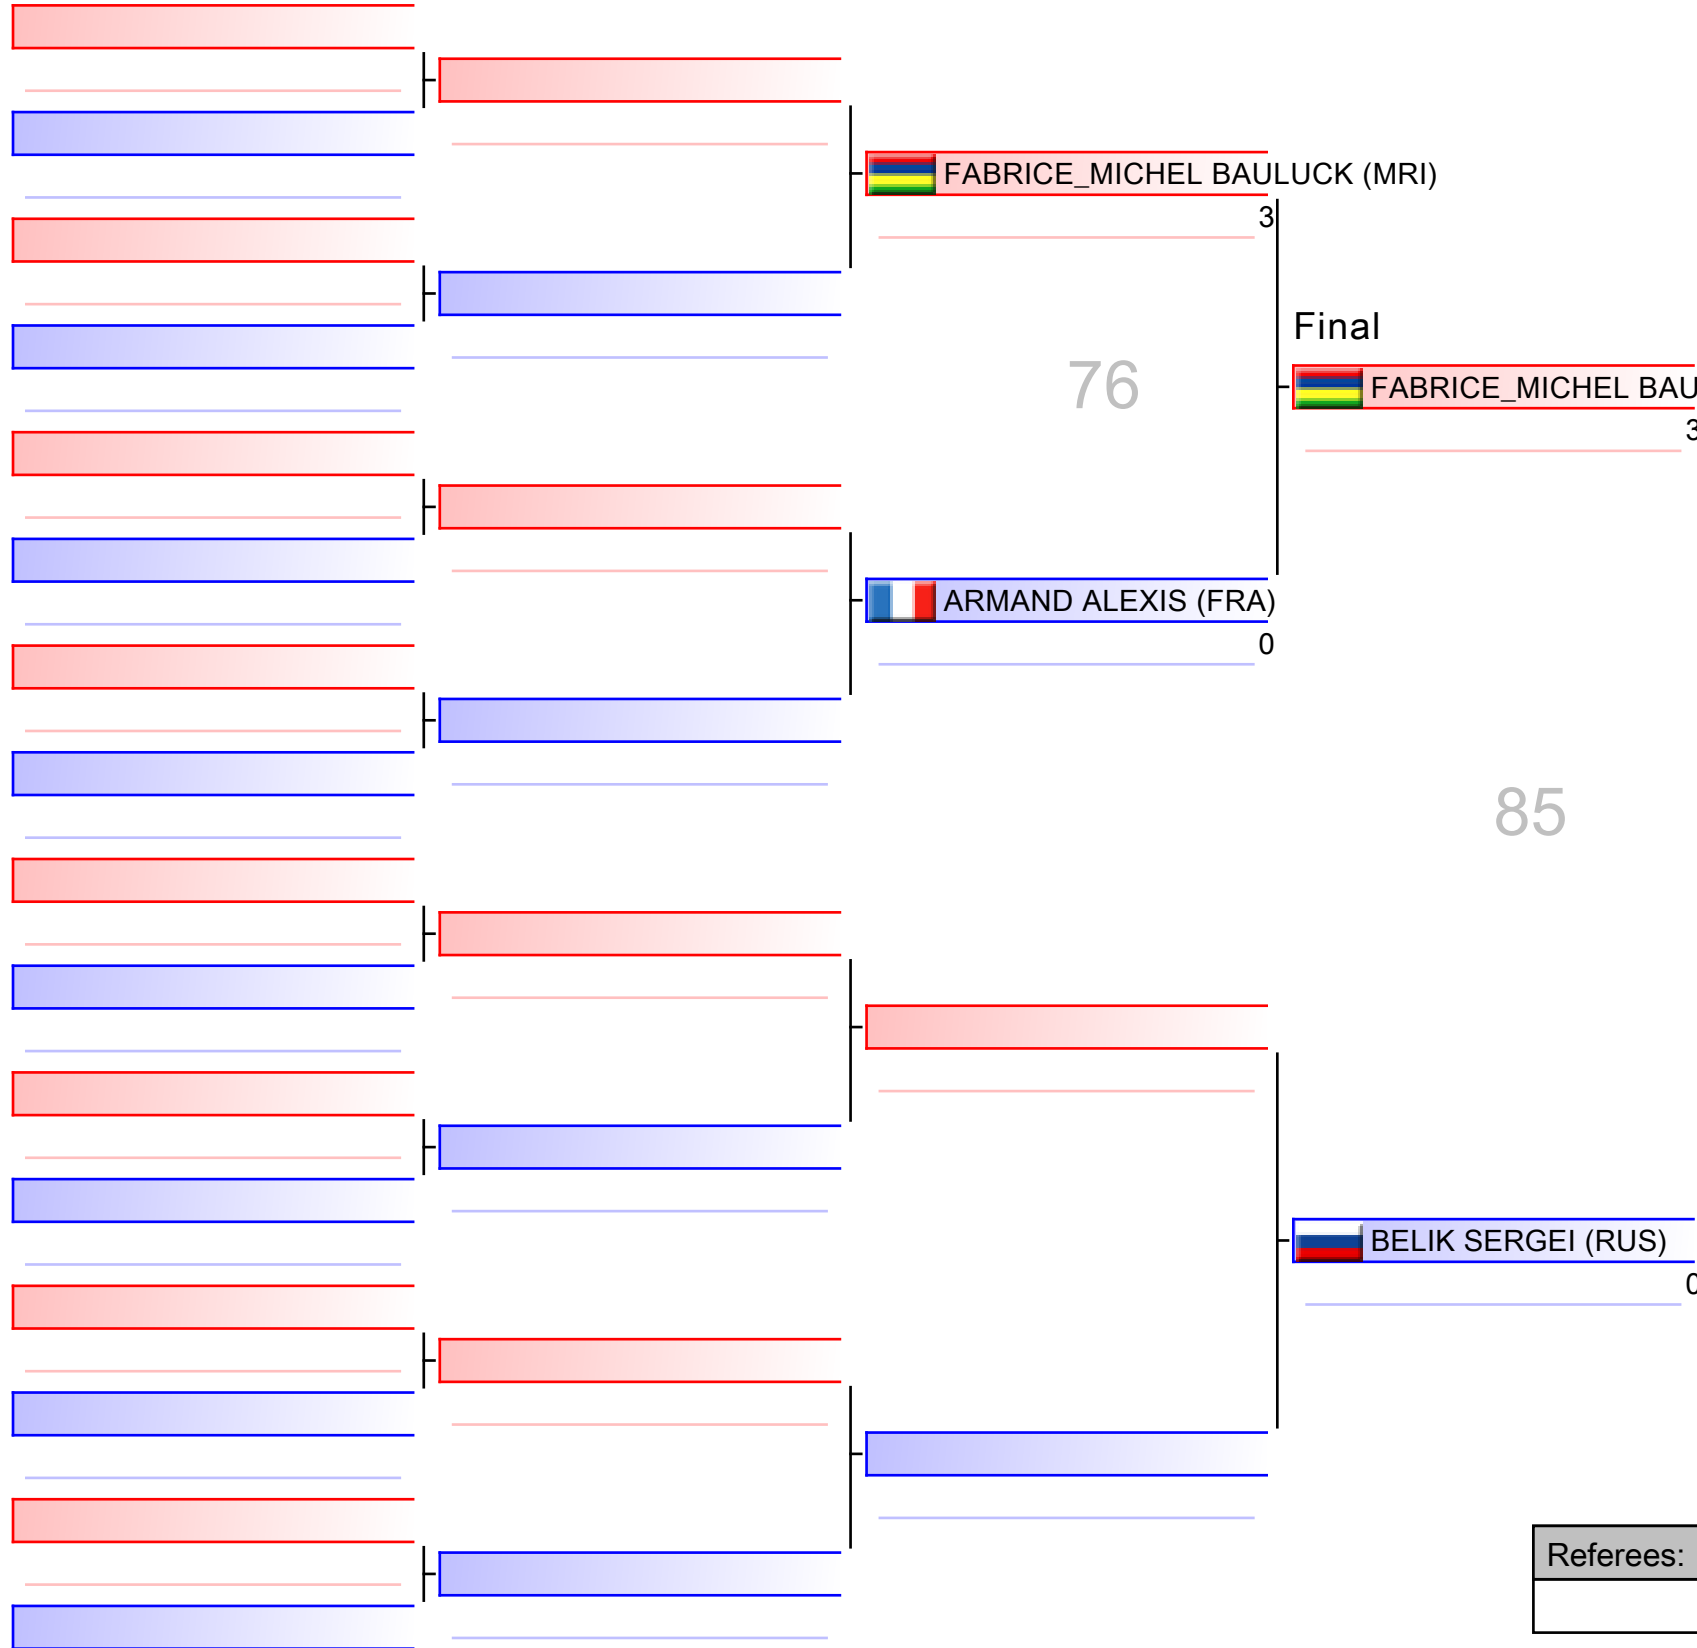 FABRICE_MICHEL BAULUCK (MRI)
3
Final
76
FABRICE_MICHEL BAU
3
ARMAND ALEXIS (FRA)
0
85
BELIK SERGEI (RUS)
0
Referees: